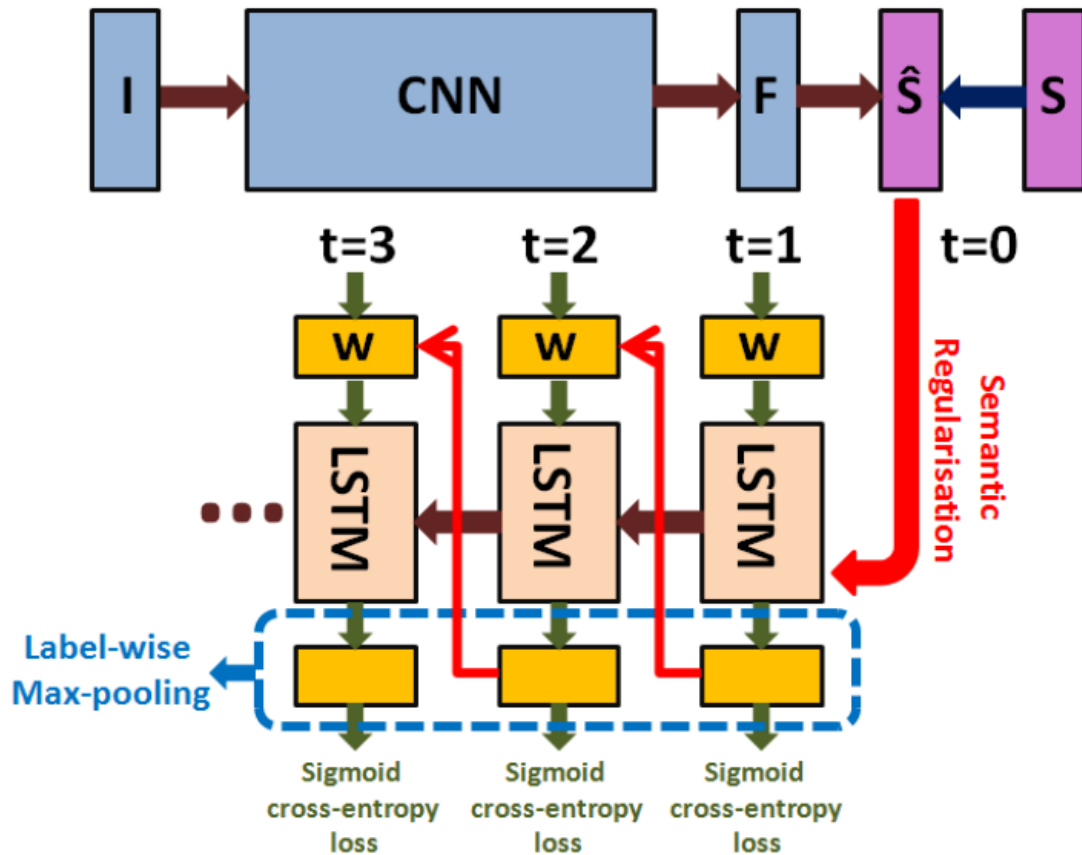 I
CNN
F
Ŝ
S
t=3
t=2
t=1
t=0
W
W
W
LSTM
LSTM
LSTM
Semantic
Regularisation
Label-wise
Max-pooling
Sigmoid
cross-entropy
loss
Sigmoid
cross-entropy
loss
Sigmoid
cross-entropy
loss